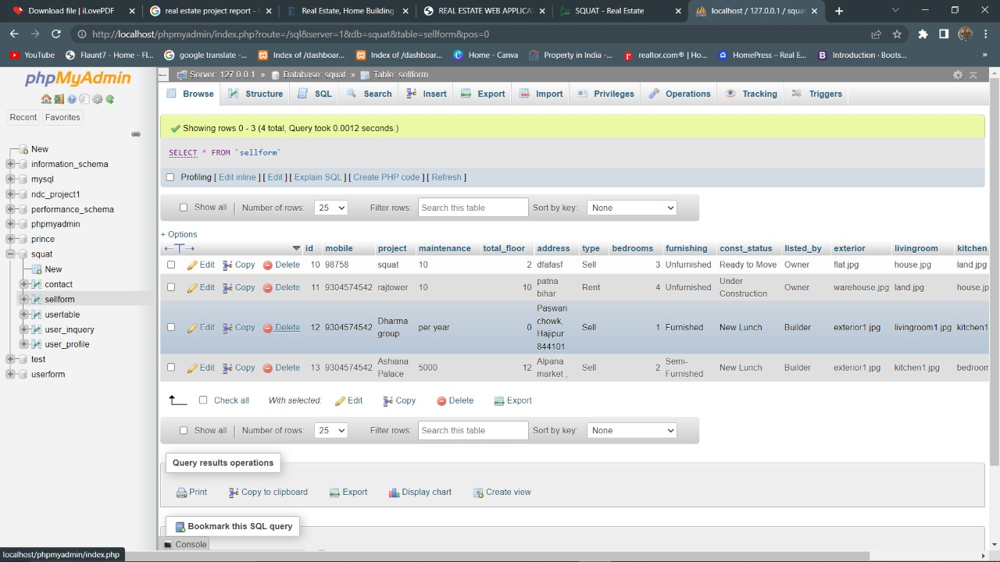 Download file | iLovePDF
real estate project report -
Real Estate, Home Building
REAL ESTATE WEB APPLICAT
SQUAT - Real Estate
localhost / 127.0.0.1 / squat
http://localhost/phpmyadmin/index.php?route=/sql&server=1&db=squat&table=sellform&pos=0
YouTube
Flaunt7 - Home - Fl...
google translate -...
Index of /dashboar...
Index of /dashboar...
Home - Canva
Property in India -...
realtor.com® | Ho...
HomePress – Real E...
Introduction · Boots...
»
phpMyAdmin
Recent Favorites
New
information_schema
mysql
ndc_project1
performance_schema
phpmyadmin
prince
squat
New
contact
sellform
usertable
user_inquery
user_profile
test
userform
Server: 127.0.0.1 » Database: squat » Table: sellform
Browse Structure SQL Search Insert Export Import Privileges Operations Tracking Triggers
Showing rows 0 - 3 (4 total, Query took 0.0012 seconds.)
SELECT * FROM `sellform`
Profiling [ Edit inline ] [ Edit ] [ Explain SQL ] [ Create PHP code ] [ Refresh ]
Show all | Number of rows: 25 Filter rows: Search this table Sort by key: None
+ Options
←T→ id mobile project maintenance total_floor address type bedrooms furnishing const_status listed_by exterior livingroom kitchen
Edit Copy Delete 10 98758 squat 10 2 dfafasf Sell 3 Unfurnished Ready to Move Owner flat.jpg house.jpg land.jpg
Edit Copy Delete 11 9304574542 rajtower 10 10 patna bihar Rent 4 Unfurnished Under Construction Owner warehouse.jpg land.jpg house.jp
Edit Copy Delete 12 9304574542 Dharma group per year 0 Paswan chowk, Hajipur 844101 Sell 1 Furnished New Lunch Builder exterior1.jpg livingroom1.jpg kitchen1
Edit Copy Delete 13 9304574542 Ashiana Palace 5000 12 Alpana market , Sell 2 Semi-Furnished New Lunch Builder exterior1.jpg kitchen1.jpg bedroom
Check all With selected: Edit Copy Delete Export
Show all | Number of rows: 25 Filter rows: Search this table Sort by key: None
Query results operations
Print Copy to clipboard Export Display chart Create view
Bookmark this SQL query
Console
localhost/phpmyadmin/index.php